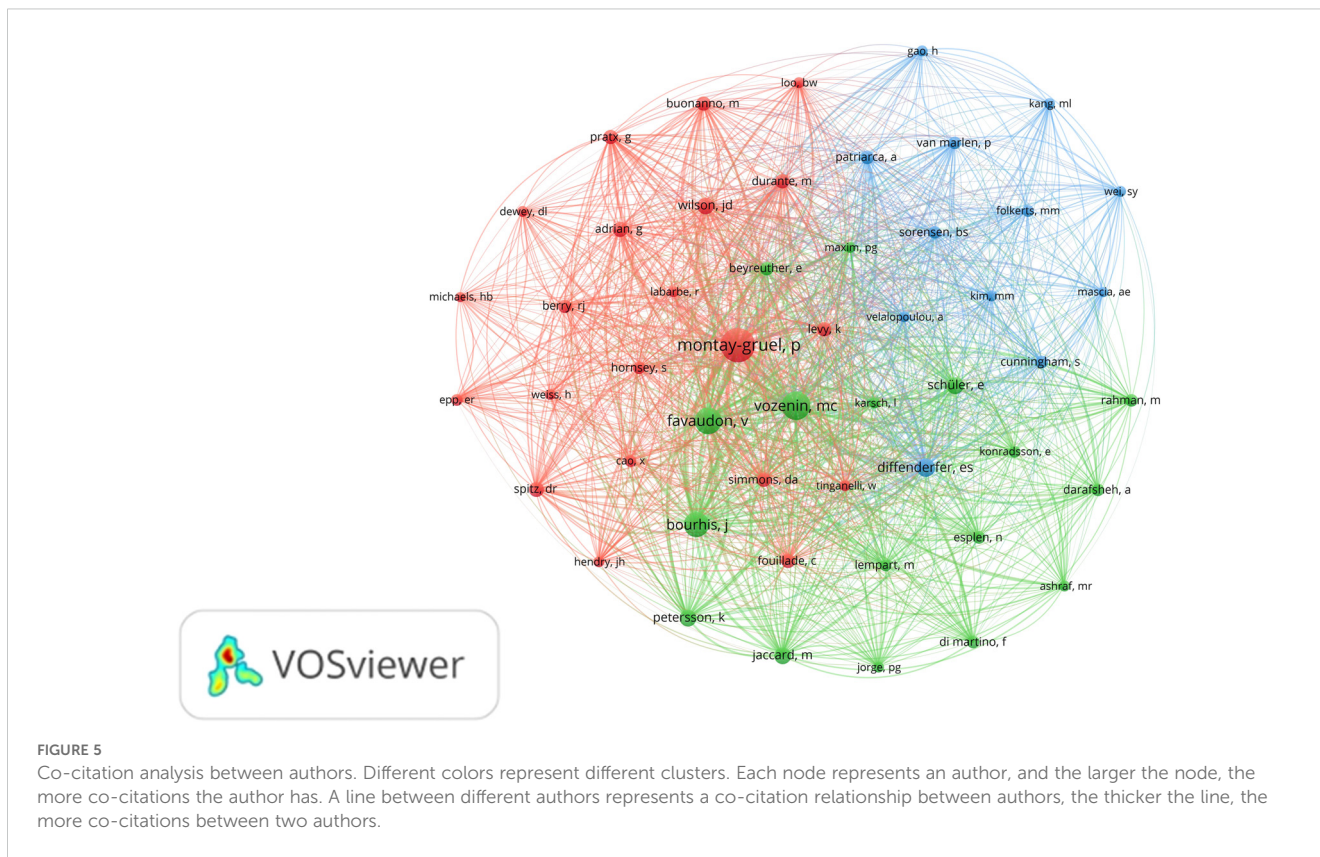 gao, h
loo, bw
buonanno, m
kang, ml
pratx, g
van marlen, p
patriarca, a
durante, m
wei, sy
wilson, jd
dewey, dl
folkerts, mm
adrian, g
sorensen, bs
maxim, pg
beyreuther, e
labarbe, r
mascia, ae
michaels, hb
kim, mm
berry, rj
velalopoulou, a
levy, k
montay-gruel, p
cunningham, s
hornsey, s
schüler, e
weiss, h
epp, er
rahman, m
karsch, l
vozenin, mc
favaudon, v
konradsson, e
cao, x
diffenderfer, es
simmons, da
tinganelli, w
spitz, dr
darafsheh, a
bourhis, j
esplen, n
hendry, jh
fouillade, c
lempart, m
ashraf, mr
petersson, k
di martino, f
jaccard, m
jorge, pg
VOSviewer
FIGURE 5
Co-citation analysis between authors. Different colors represent different clusters. Each node represents an author, and the larger the node, the
more co-citations the author has. A line between different authors represents a co-citation relationship between authors, the thicker the line, the
more co-citations between two authors.